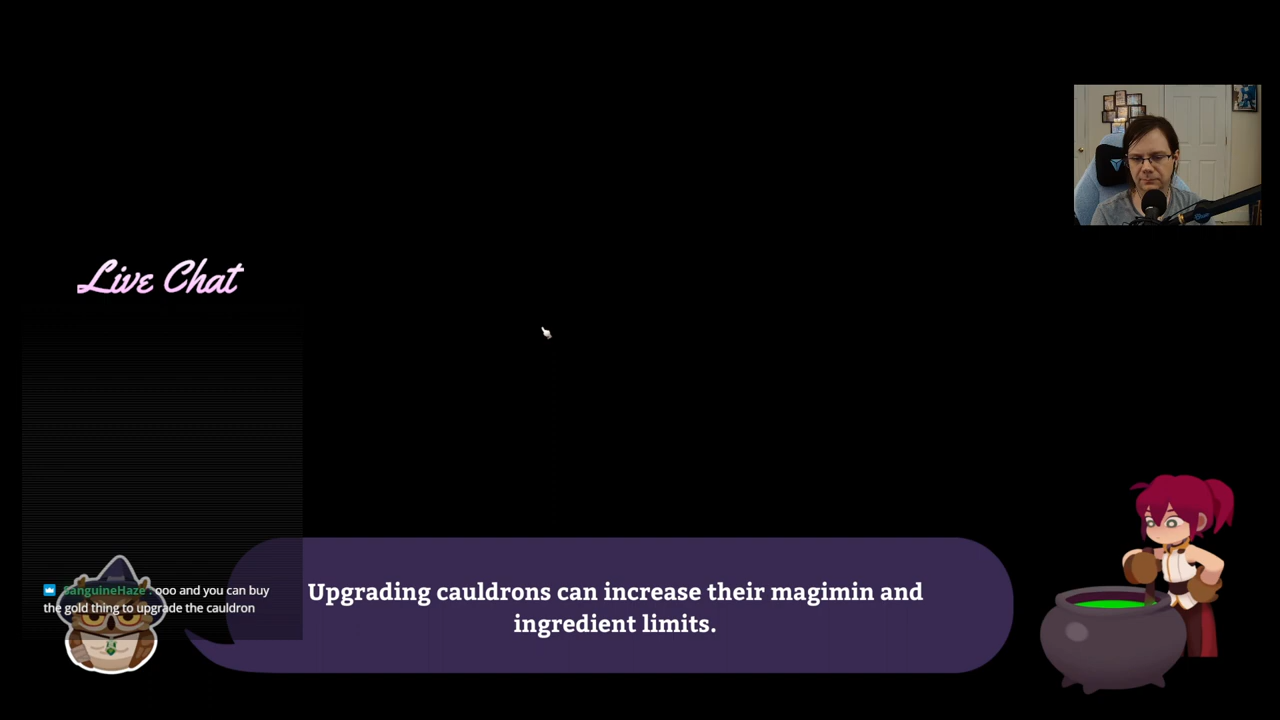 Live Chat
SanguineHaze : ooo and you can buy
the gold thing to upgrade the cauldron
Upgrading cauldrons can increase their magimin and
ingredient limits.